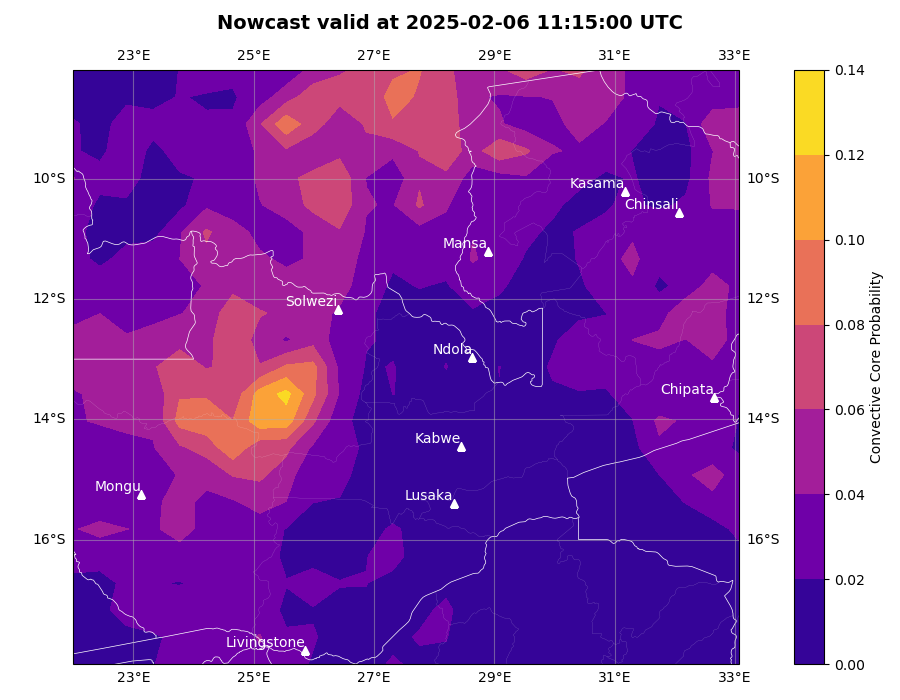 Nowcast valid at 2025-02-06 11:15:00 UTC
23°E 25°E 27°E 29°E 31°E 33°E
0.14
0.12
10°S 10°S
Kasama
Chinsali
0.10
Mansa
12°S 12°S
Solwezi
0.08
Ndola
Chipata
0.06
14°S 14°S
Kabwe
Mongu
Lusaka
0.04
16°S 16°S
0.02
Livingstone
0.00
23°E 25°E 27°E 29°E 31°E 33°E
Convective Core Probability